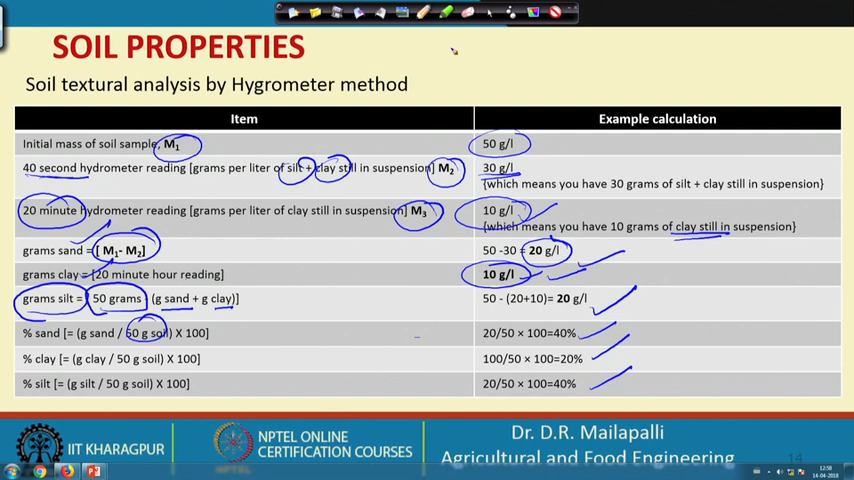 SOIL PROPERTIES
Soil textural analysis by Hygrometer method
Item Example calculation
Initial mass of soil sample, M1 50 g/l
40 second hydrometer reading [grams per liter of silt + clay still in suspension] M2 30 g/l
{which means you have 30 grams of silt + clay still in suspension}
20 minute hydrometer reading [grams per liter of clay still in suspension] M3 10 g/l
{which means you have 10 grams of clay still in suspension}
grams sand = [ M1- M2] 50 -30 = 20 g/l
grams clay = [20 minute hour reading] 10 g/l
grams silt = [50 grams - (g sand + g clay)] 50 - (20+10)= 20 g/l
% sand [= (g sand / 50 g soil) X 100] 20/50 × 100=40%
% clay [= (g clay / 50 g soil) X 100] 100/50 × 100=20%
% silt [= (g silt / 50 g soil) X 100] 20/50 × 100=40%
IIT KHARAGPUR
NPTEL ONLINE
CERTIFICATION COURSES
Dr. D.R. Mailapalli
Agricultural and Food Engineering
14
12:58
14-04-2018